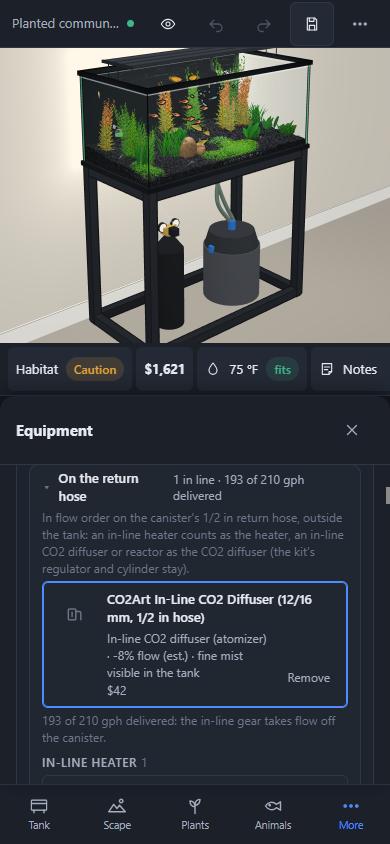 Planted commun...
Habitat Caution $1,621 75 °F fits Notes
Equipment
On the return hose
1 in line · 193 of 210 gph delivered
In flow order on the canister's 1/2 in return hose, outside
the tank: an in-line heater counts as the heater, an in-line
CO2 diffuser or reactor as the CO2 diffuser (the kit's
regulator and cylinder stay).
CO2Art In-Line CO2 Diffuser (12/16
mm, 1/2 in hose)
In-line CO2 diffuser (atomizer)
· -8% flow (est.) · fine mist
visible in the tank
$42
Remove
193 of 210 gph delivered: the in-line gear takes flow off
the canister.
IN-LINE HEATER 1
Tank Scape Plants Animals More